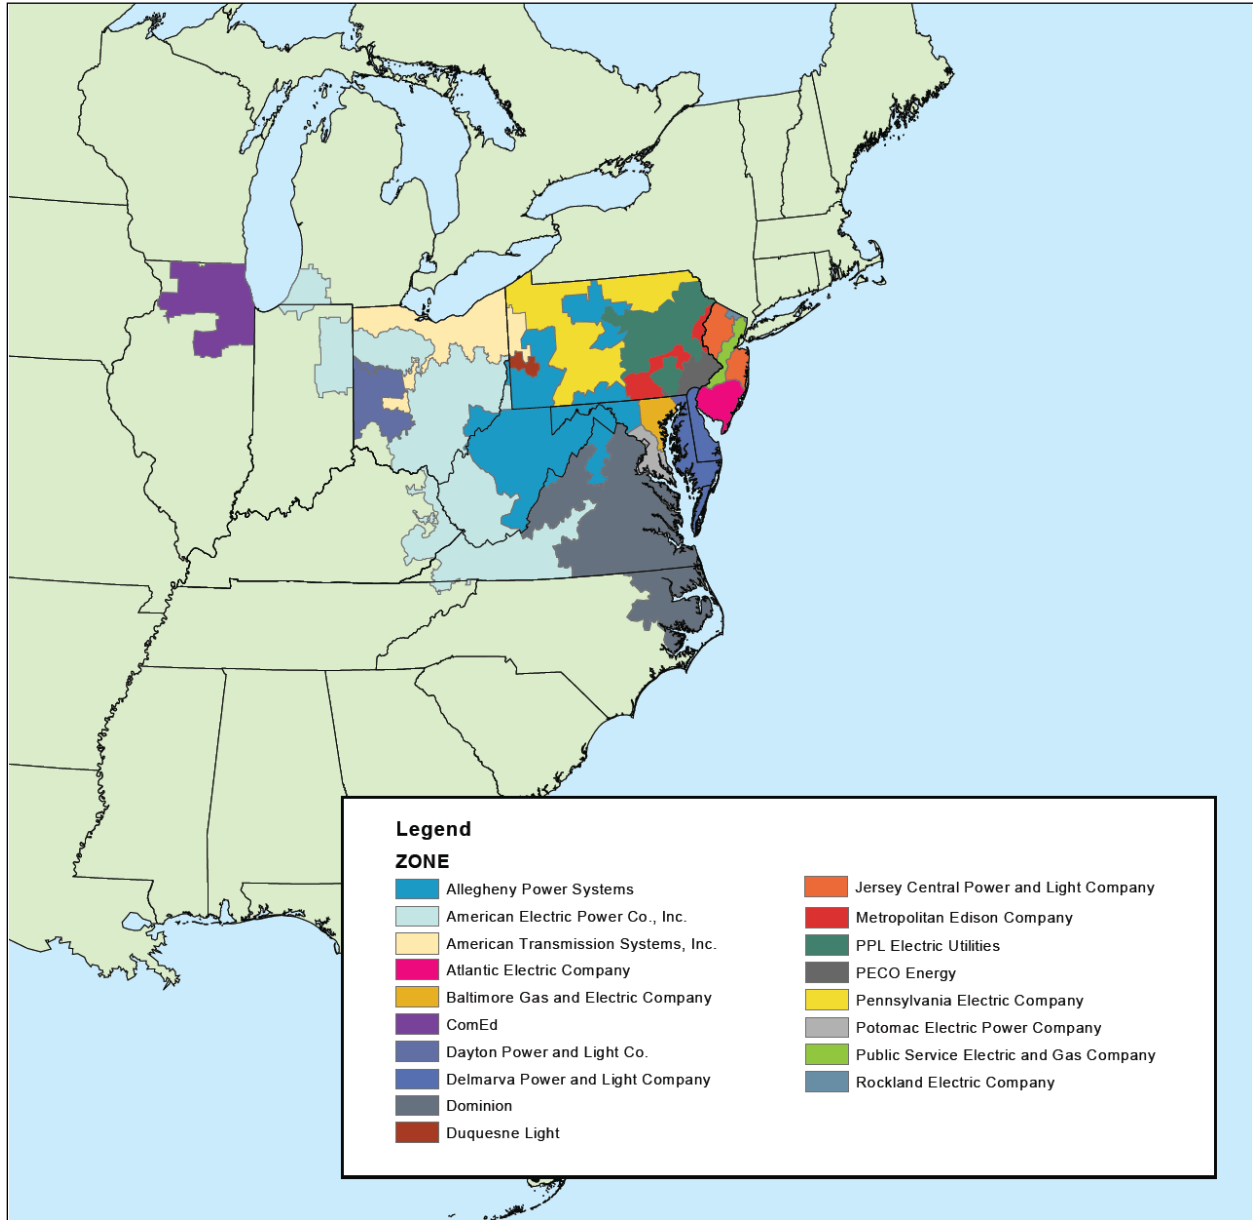 Legend
ZONE
Allegheny Power Systems
American Electric Power Co., Inc.
American Transmission Systems, Inc.
Atlantic Electric Company
Baltimore Gas and Electric Company
ComEd
Dayton Power and Light Co.
Delmarva Power and Light Company
Dominion
Duquesne Light
Jersey Central Power and Light Company
Metropolitan Edison Company
PPL Electric Utilities
PECO Energy
Pennsylvania Electric Company
Potomac Electric Power Company
Public Service Electric and Gas Company
Rockland Electric Company